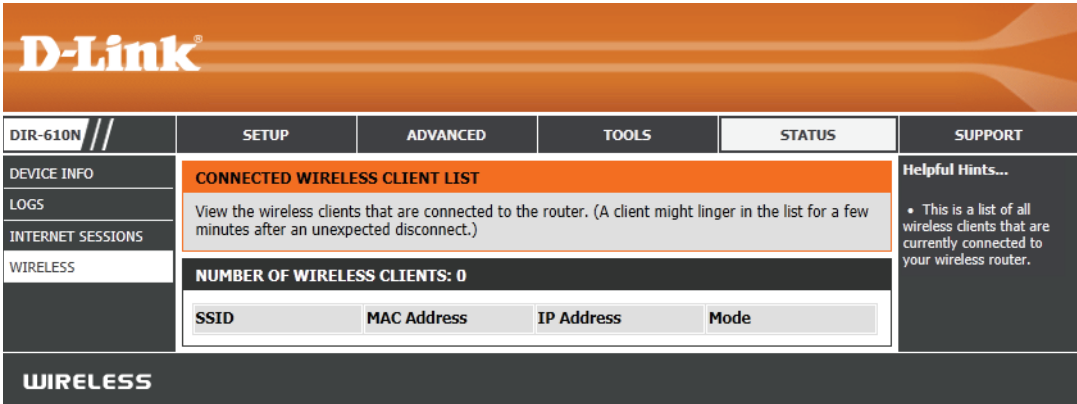 D-Link®
DIR-610N
SETUP
ADVANCED
TOOLS
STATUS
SUPPORT
DEVICE INFO
LOGS
INTERNET SESSIONS
WIRELESS
CONNECTED WIRELESS CLIENT LIST
View the wireless clients that are connected to the router. (A client might linger in the list for a few
minutes after an unexpected disconnect.)
NUMBER OF WIRELESS CLIENTS: 0
SSID
MAC Address
IP Address
Mode
Helpful Hints...
• This is a list of all
wireless clients that are
currently connected to
your wireless router.
WIRELESS